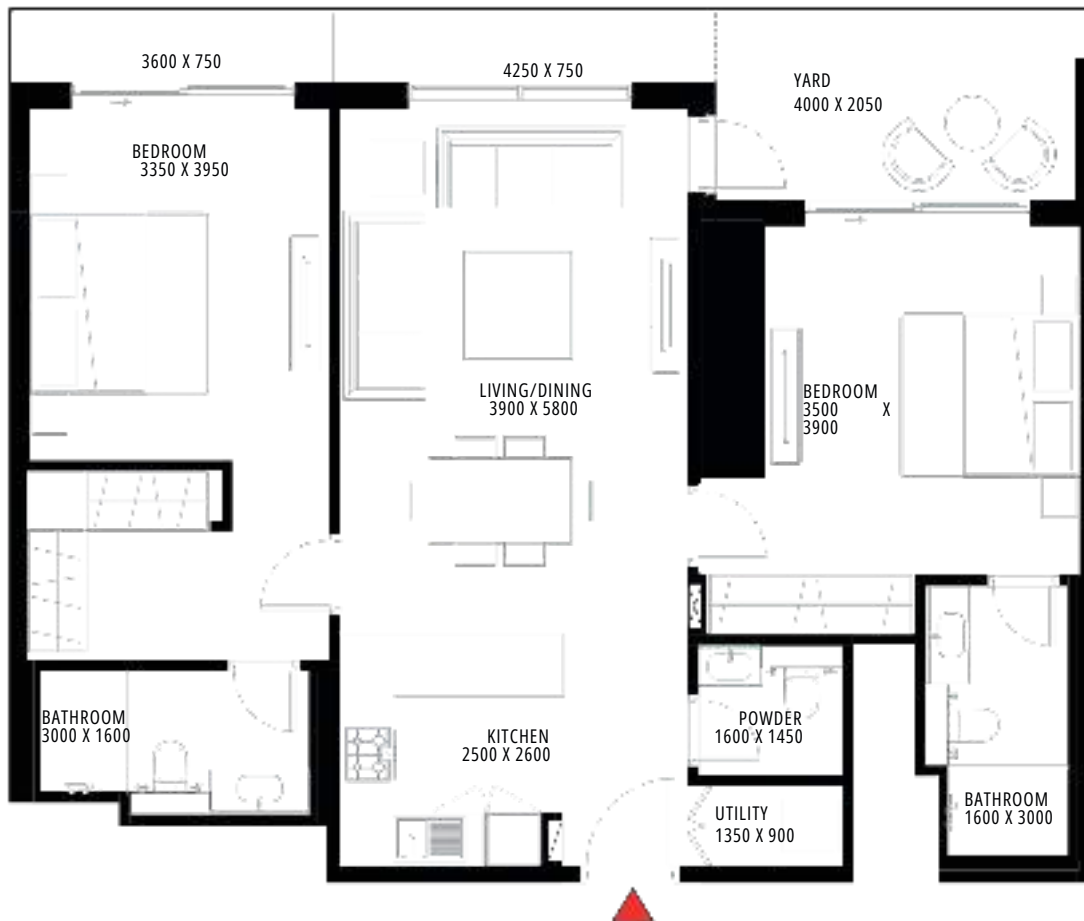 3600 X 750
4250 X 750
YARD
4000 X 2050
BEDROOM
3350 X 3950
LIVING/DINING
3900 X 5800
BEDROOM
3500 X
3900
BATHROOM
3000 X 1600
KITCHEN
2500 X 2600
POWDER
1600 X 1450
UTILITY
1350 X 900
BATHROOM
1600 X 3000